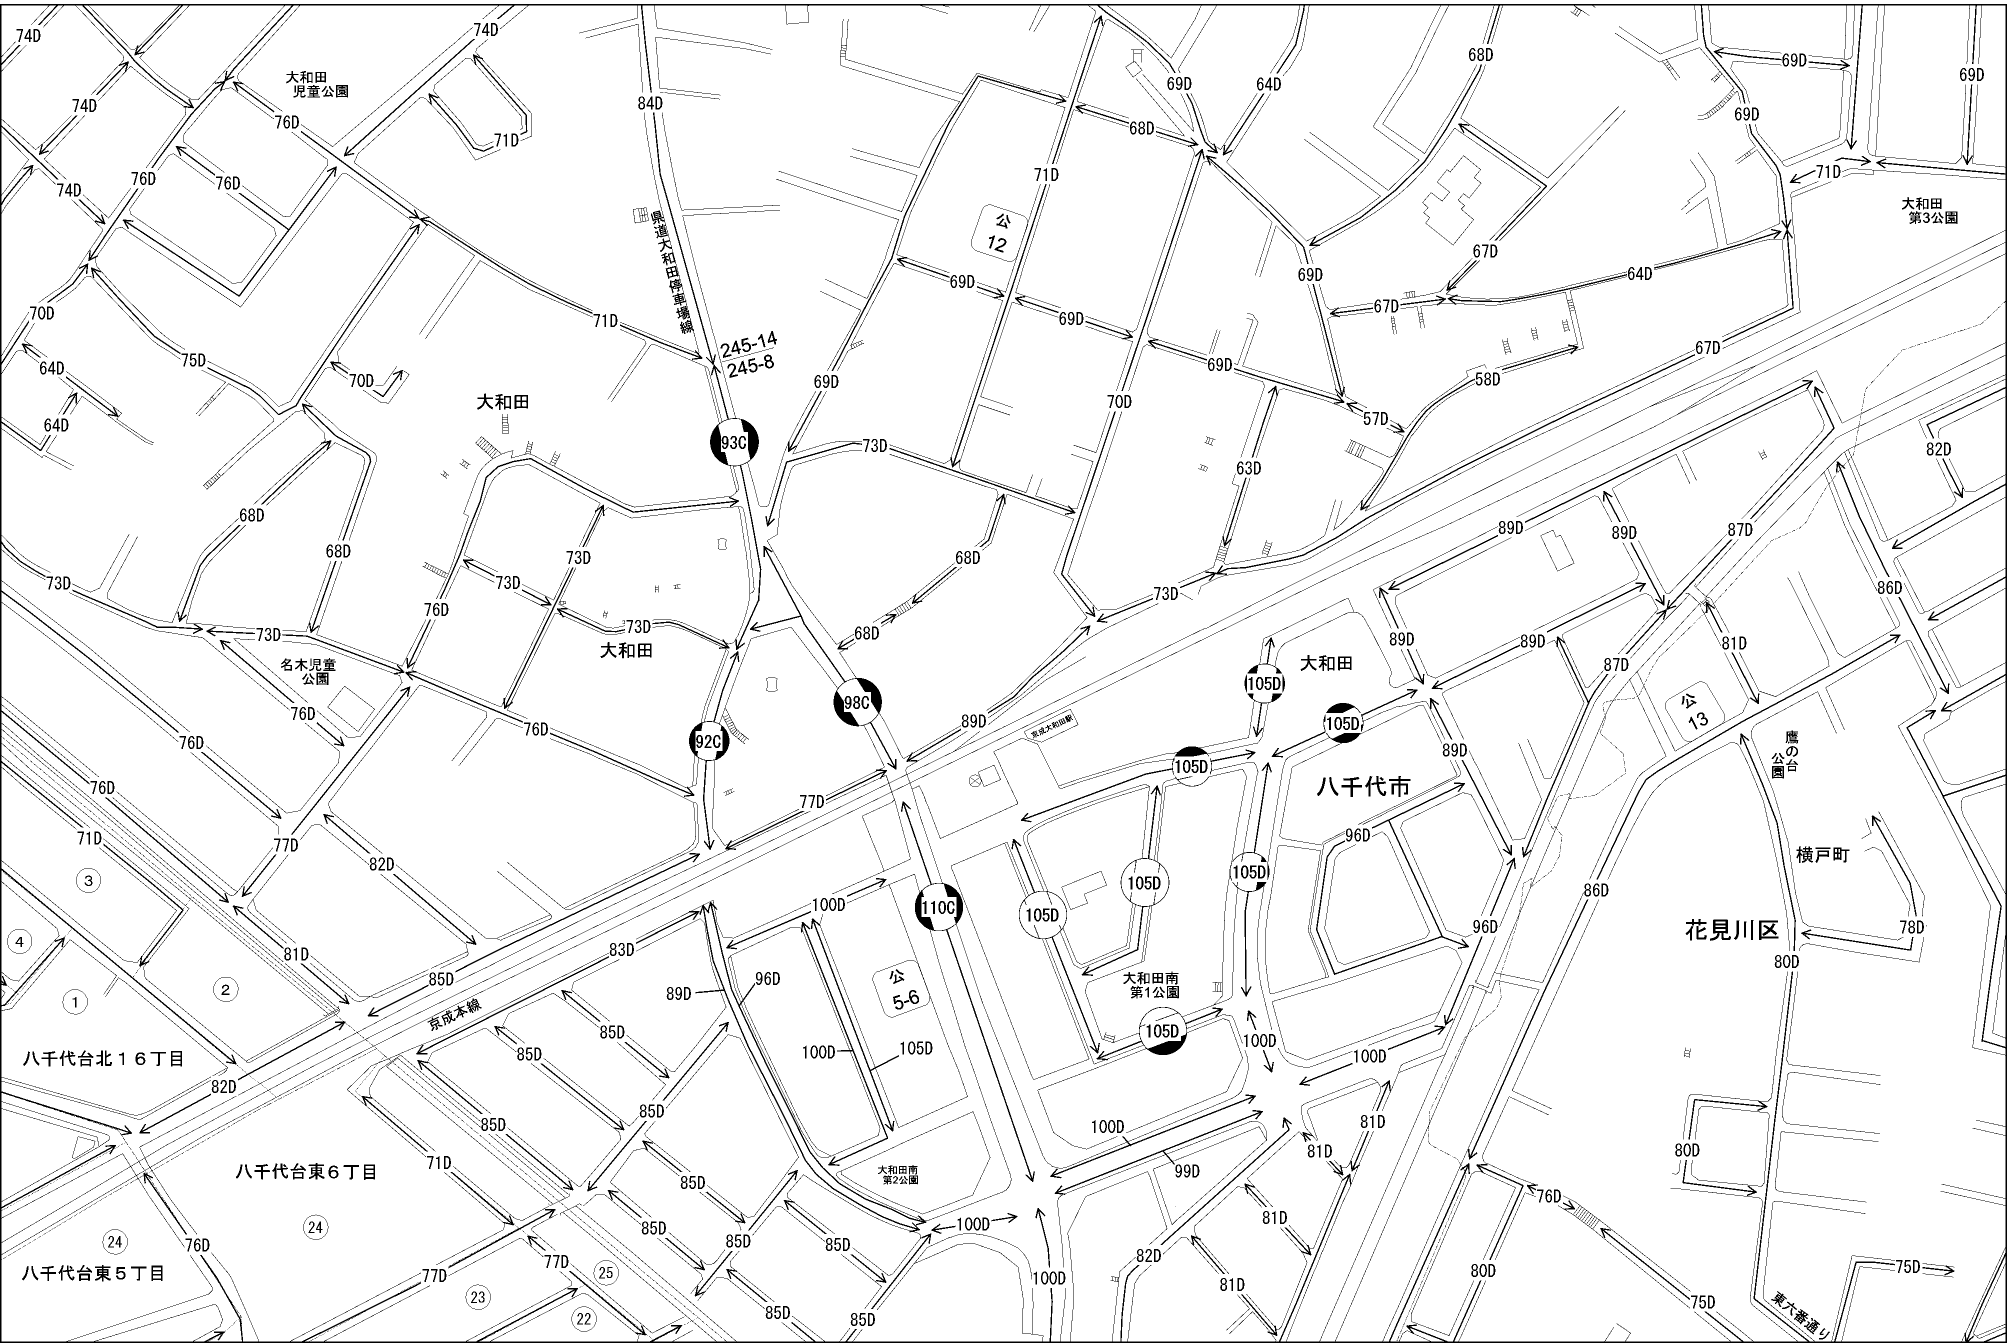 74D
74D
84D
68D
69D
69D
69D
64D
大和田
児童公園
74D
76D
71D
68D
69D
74D
76D
76D
71D
71D
大和田
第3公園
県道大和田停車場線
公
12
67D
64D
69D
69D
67D
70D
71D
69D
245-14
245-8
75D
64D
70D
69D
69D
67D
58D
大和田
70D
57D
64D
93C
73D
82D
63D
68D
89D
89D
87D
68D
73D
68D
73D
73D
86D
76D
73D
73D
73D
68D
89D
89D
81D
名木児童
公園
大和田
大和田
87D
76D
105D
公
13
76D
76D
92C
98C
89D
京成大和田駅
105D
89D
鷹の台
公園
105D
76D
77D
八千代市
71D
77D
96D
横戸町
82D
③
105D
105D
86D
④
100D
110C
105D
96D
花見川区
78D
81D
83D
②
①
85D
89D
96D
公
5-6
大和田南
第1公園
80D
京成本線
85D
85D
100D
105D
105D
100D
100D
八千代台北１６丁目
82D
85D
85D
100D
81D
八千代台東６丁目
71D
85D
大和田南
第2公園
99D
81D
80D
76D
㉔
㉔
76D
85D
85D
85D
100D
81D
82D
八千代台東５丁目
77D
77D
㉕
100D
81D
80D
75D
㉓
㉒
85D
85D
75D
東六番通り